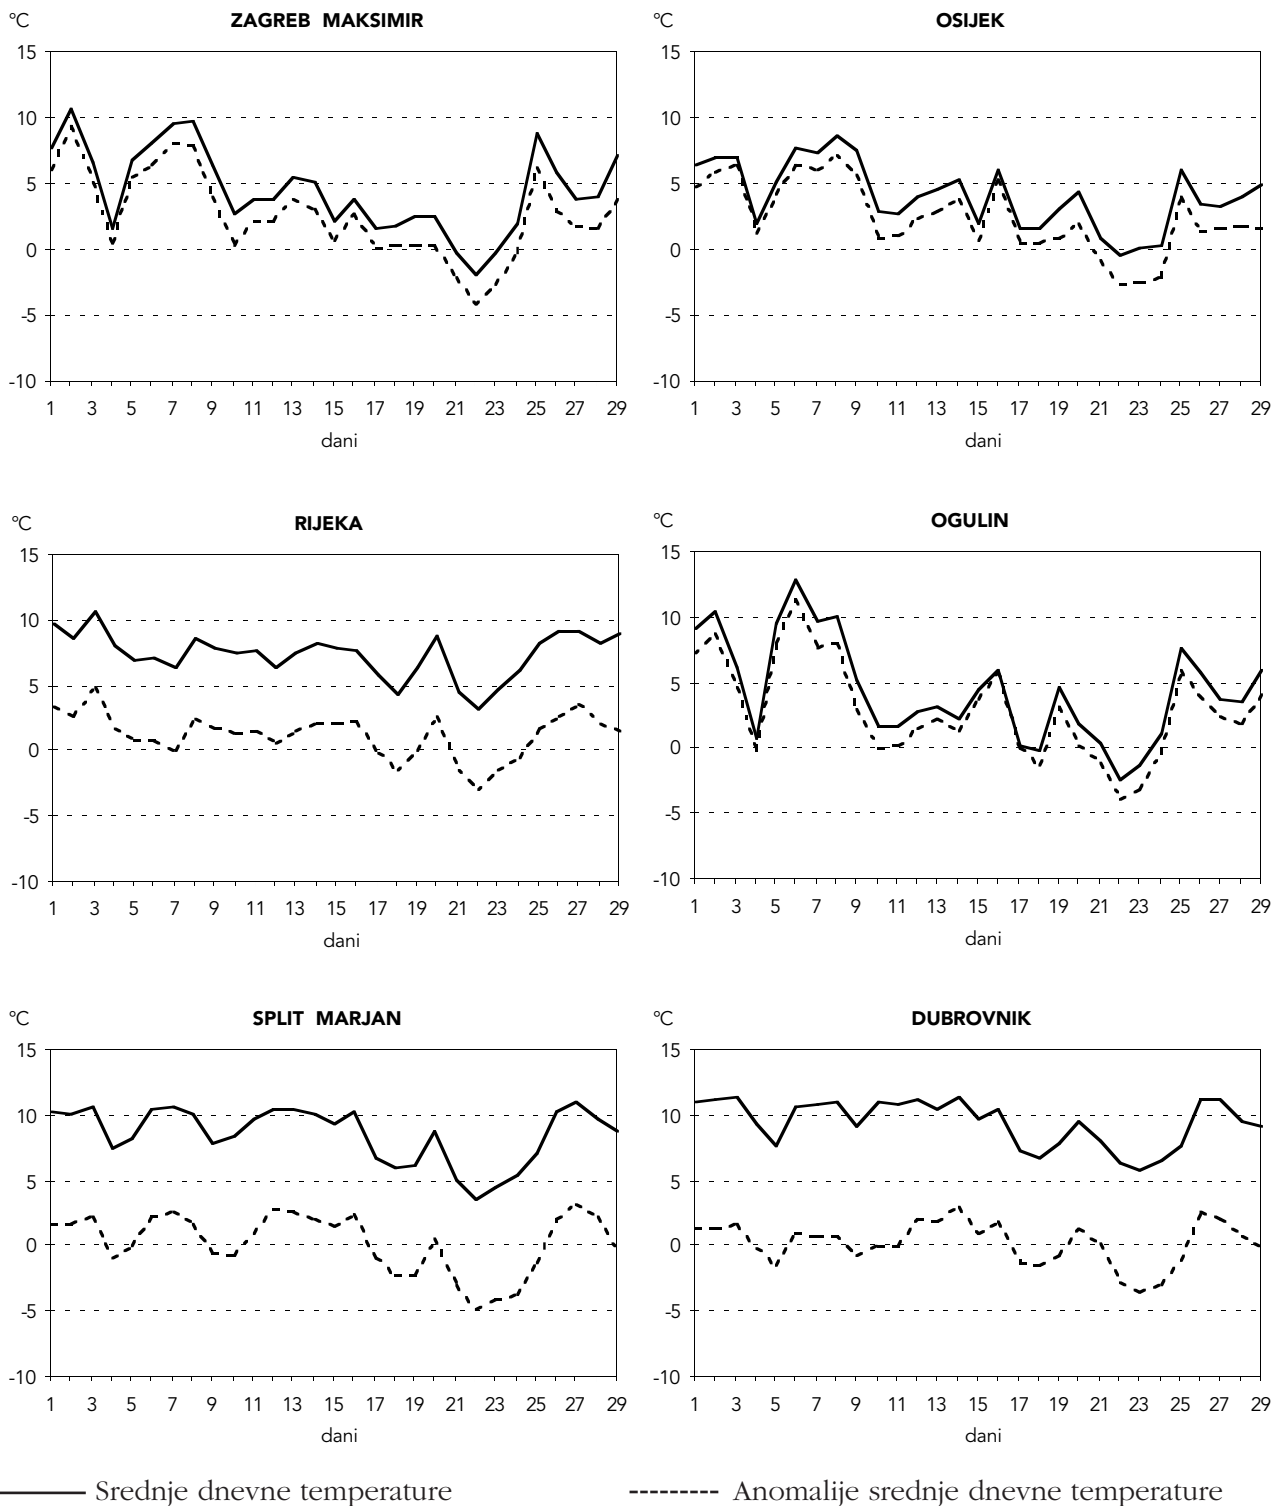 °C ZAGREB MAKSIMIR
15
10
5
0
-5
-10
1 3 5 7 9 11 13 15 17 19 21 23 25 27 29
dani
°C OSIJEK
15
10
5
0
-5
-10
1 3 5 7 9 11 13 15 17 19 21 23 25 27 29
dani
°C RIJEKA
15
10
5
0
-5
-10
1 3 5 7 9 11 13 15 17 19 21 23 25 27 29
dani
°C OGULIN
15
10
5
0
-5
-10
1 3 5 7 9 11 13 15 17 19 21 23 25 27 29
dani
°C SPLIT MARJAN
15
10
5
0
-5
-10
1 3 5 7 9 11 13 15 17 19 21 23 25 27 29
dani
°C DUBROVNIK
15
10
5
0
-5
-10
1 3 5 7 9 11 13 15 17 19 21 23 25 27 29
dani
Srednje dnevne temperature
Anomalije srednje dnevne temperature